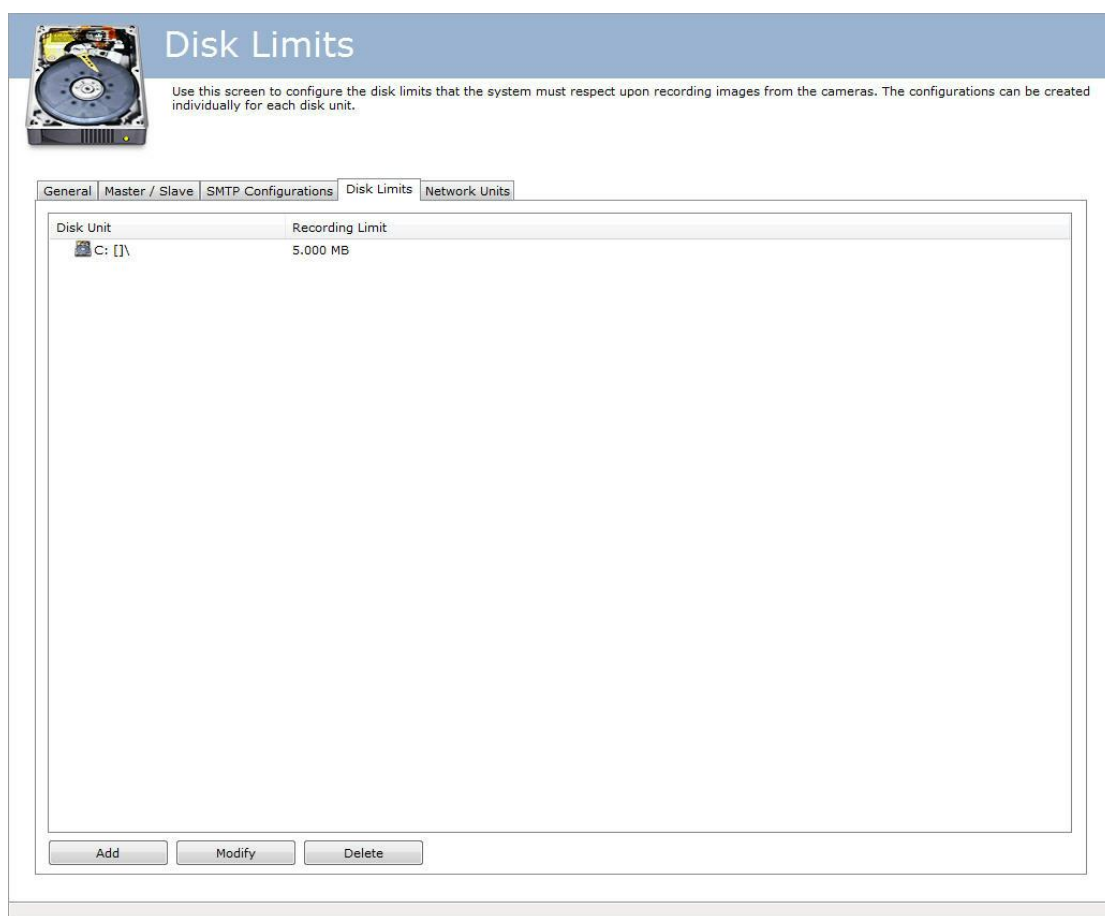 Disk Limits
Use this screen to configure the disk limits that the system must respect upon recording images from the cameras. The configurations can be created
individually for each disk unit.
General Master / Slave SMTP Configurations Disk Limits Network Units
Disk Unit Recording Limit
C: []\ 5.000 MB
Add Modify Delete